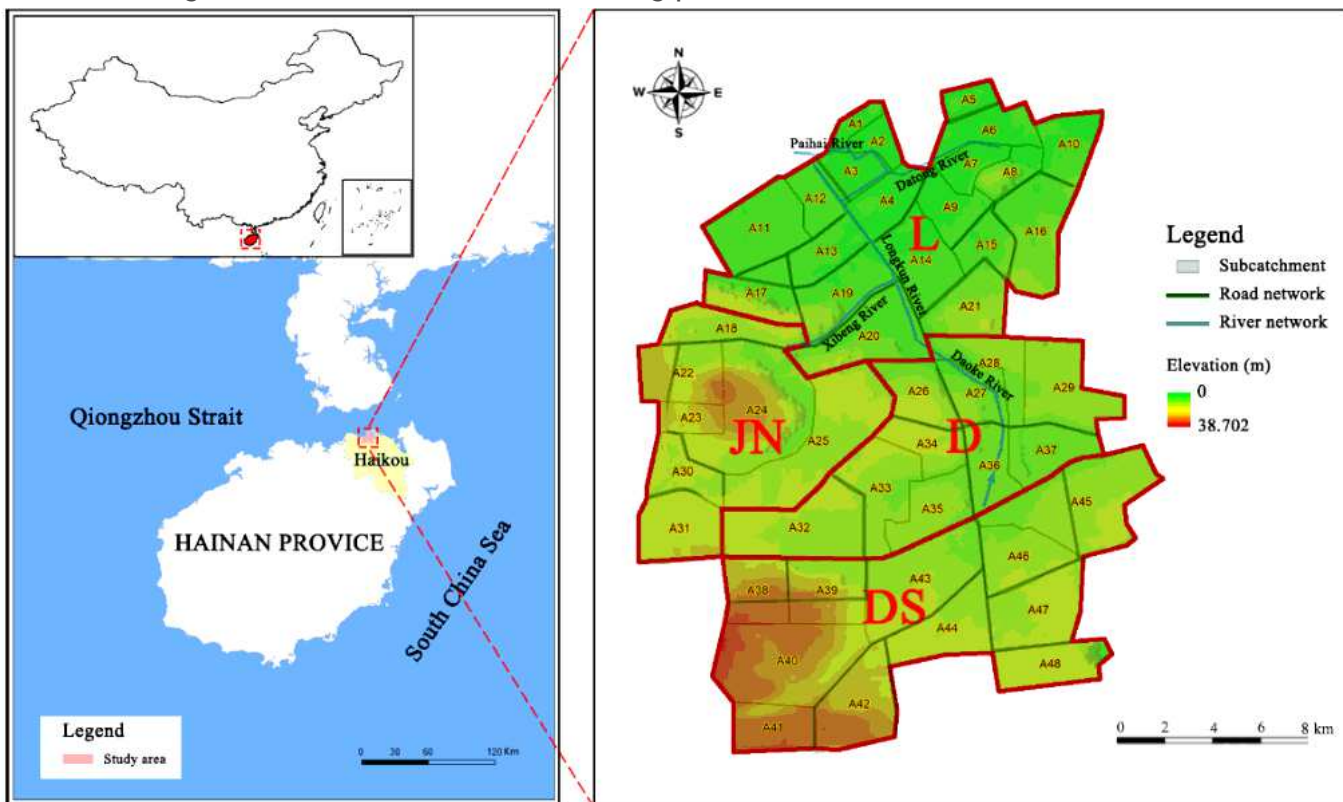 Qiongzhou Strait
Haikou
HAINAN PROVICE
South China Sea
Legend
Study area
0 30 60 120 Km
N
W E
S
A5
A1
A2
A6
A10
Paihai River
A3
Datong River
A7
A8
A12
A4
A9
A11
L
A16
A15
A13
Longkun River
A14
A17
A19
A21
Xibeng River
A20
A18
Daoke River
A28
A22
A26
A27
A29
A24
A23
JN
A25
A34
D
A37
A30
A36
A33
A35
A45
A31
A32
A46
A38
A39
A43
DS
A47
A44
A40
A48
A42
A41
Legend
Subcatchment
Road network
River network
Elevation (m)
0
38.702
0 2 4 6 8 km